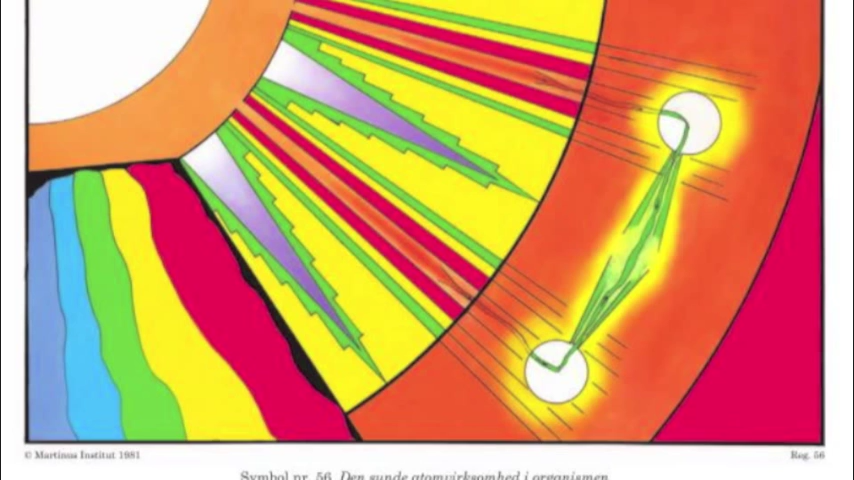 © Martinus Institut 1981
Reg. 56
Symbol nr. 56 Den sunde atomvirksomhed i organismen